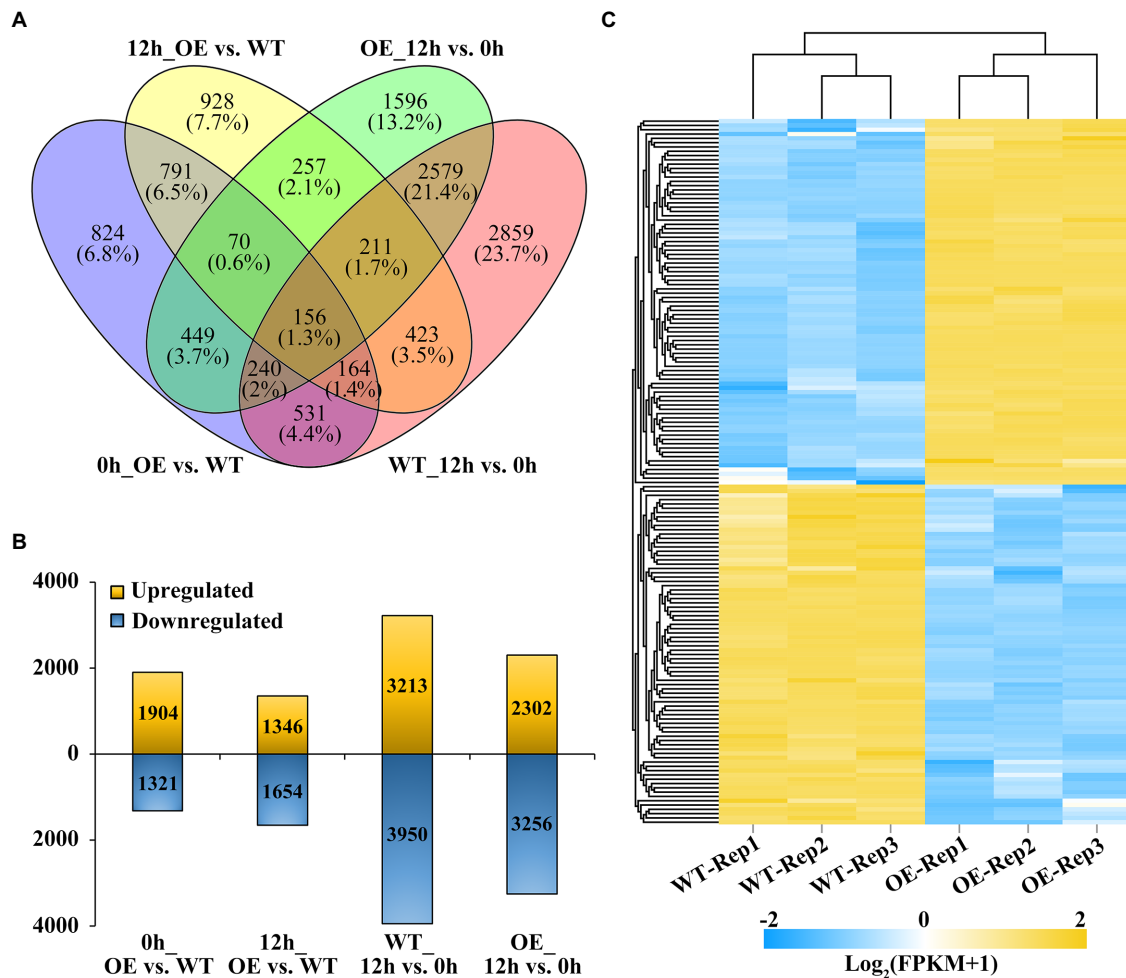 A
12h_OE vs. WT
OE_12h vs. 0h
928
(7.7%)
1596
(13.2%)
791
(6.5%)
257
(2.1%)
2579
(21.4%)
824
(6.8%)
70
(0.6%)
211
(1.7%)
2859
(23.7%)
449
(3.7%)
156
(1.3%)
423
(3.5%)
240
(2%)
164
(1.4%)
531
(4.4%)
0h_OE vs. WT
WT_12h vs. 0h
B
Upregulated
Downregulated
4000
2000
0
2000
4000
1904
1346
3213
2302
1321
1654
3950
3256
0h_
OE vs. WT
12h_
OE vs. WT
WT_
12h vs. 0h
OE_
12h vs. 0h
C
WT-Rep1
WT-Rep2
WT-Rep3
OE-Rep1
OE-Rep2
OE-Rep3
-2 0 2
Log₂(FPKM+1)